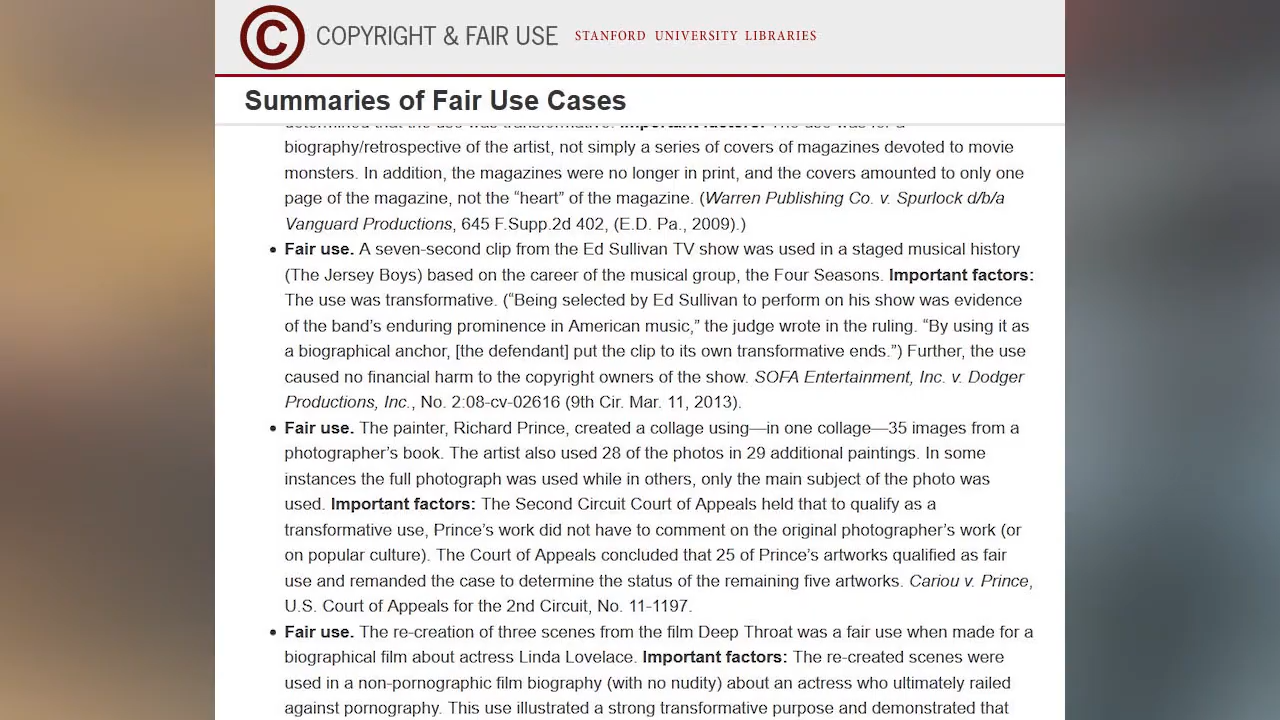 © COPYRIGHT & FAIR USE STANFORD UNIVERSITY LIBRARIES
Summaries of Fair Use Cases
determined that the use was transformative. Important factors: The use was for a
biography/retrospective of the artist, not simply a series of covers of magazines devoted to movie
monsters. In addition, the magazines were no longer in print, and the covers amounted to only one
page of the magazine, not the “heart” of the magazine. (Warren Publishing Co. v. Spurlock d/b/a
Vanguard Productions, 645 F.Supp.2d 402, (E.D. Pa., 2009).)
• Fair use. A seven-second clip from the Ed Sullivan TV show was used in a staged musical history
(The Jersey Boys) based on the career of the musical group, the Four Seasons. Important factors:
The use was transformative. (“Being selected by Ed Sullivan to perform on his show was evidence
of the band’s enduring prominence in American music,” the judge wrote in the ruling. “By using it as
a biographical anchor, [the defendant] put the clip to its own transformative ends.”) Further, the use
caused no financial harm to the copyright owners of the show. SOFA Entertainment, Inc. v. Dodger
Productions, Inc., No. 2:08-cv-02616 (9th Cir. Mar. 11, 2013).
• Fair use. The painter, Richard Prince, created a collage using—in one collage—35 images from a
photographer’s book. The artist also used 28 of the photos in 29 additional paintings. In some
instances the full photograph was used while in others, only the main subject of the photo was
used. Important factors: The Second Circuit Court of Appeals held that to qualify as a
transformative use, Prince’s work did not have to comment on the original photographer’s work (or
on popular culture). The Court of Appeals concluded that 25 of Prince’s artworks qualified as fair
use and remanded the case to determine the status of the remaining five artworks. Cariou v. Prince,
U.S. Court of Appeals for the 2nd Circuit, No. 11-1197.
• Fair use. The re-creation of three scenes from the film Deep Throat was a fair use when made for a
biographical film about actress Linda Lovelace. Important factors: The re-created scenes were
used in a non-pornographic film biography (with no nudity) about an actress who ultimately railed
against pornography. This use illustrated a strong transformative purpose and demonstrated that